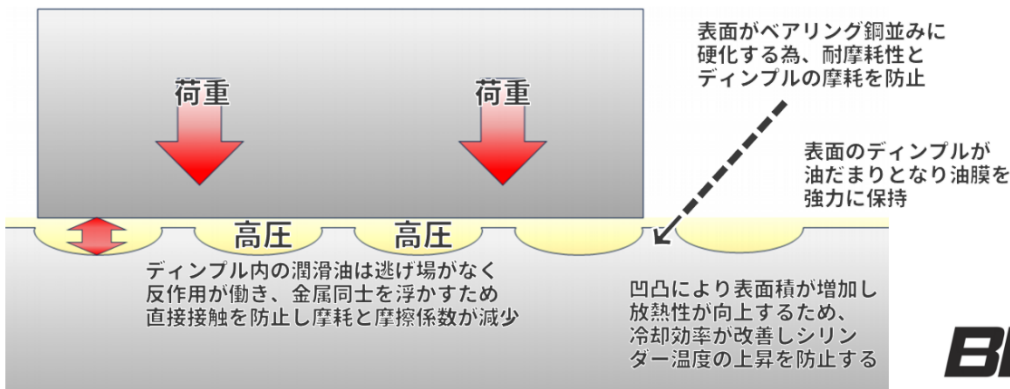 表面がベアリング鋼並みに
硬化する為、耐摩耗性と
ディンプルの摩耗を防止
荷重
荷重
表面のディンプルが
油だまりとなり油膜を
強力に保持
高圧
高圧
ディンプル内の潤滑油は逃げ場がなく
反作用が働き、金属同士を浮かすため
直接接触を防止し摩耗と摩擦係数が減少
凹凸により表面積が増加し
放熱性が向上するため、
冷却効率が改善しシリン
ダー温度の上昇を防止する